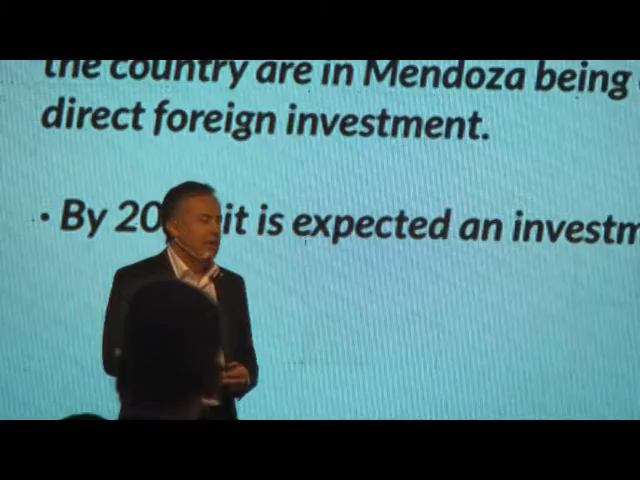 the country are in Mendoza being
direct foreign investment.
• By 20 it is expected an investm